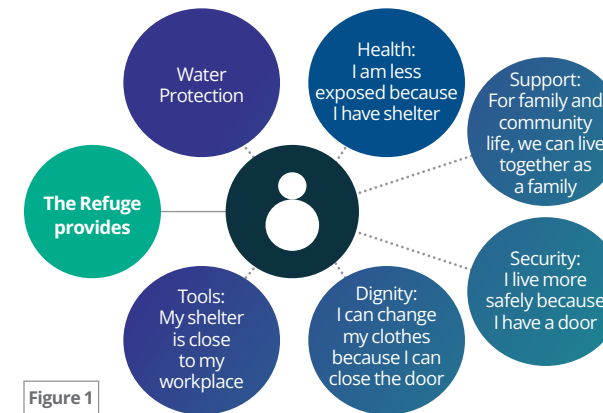 Water
Protection
Health:
I am less
exposed because
I have shelter
Support:
For family and
community
life, we can live
together as
a family
The Refuge
provides
Security:
I live more
safely because
I have a door
Tools:
My shelter
is close
to my
workplace
Dignity:
I can change
my clothes
because I can
close the door
Figure 1